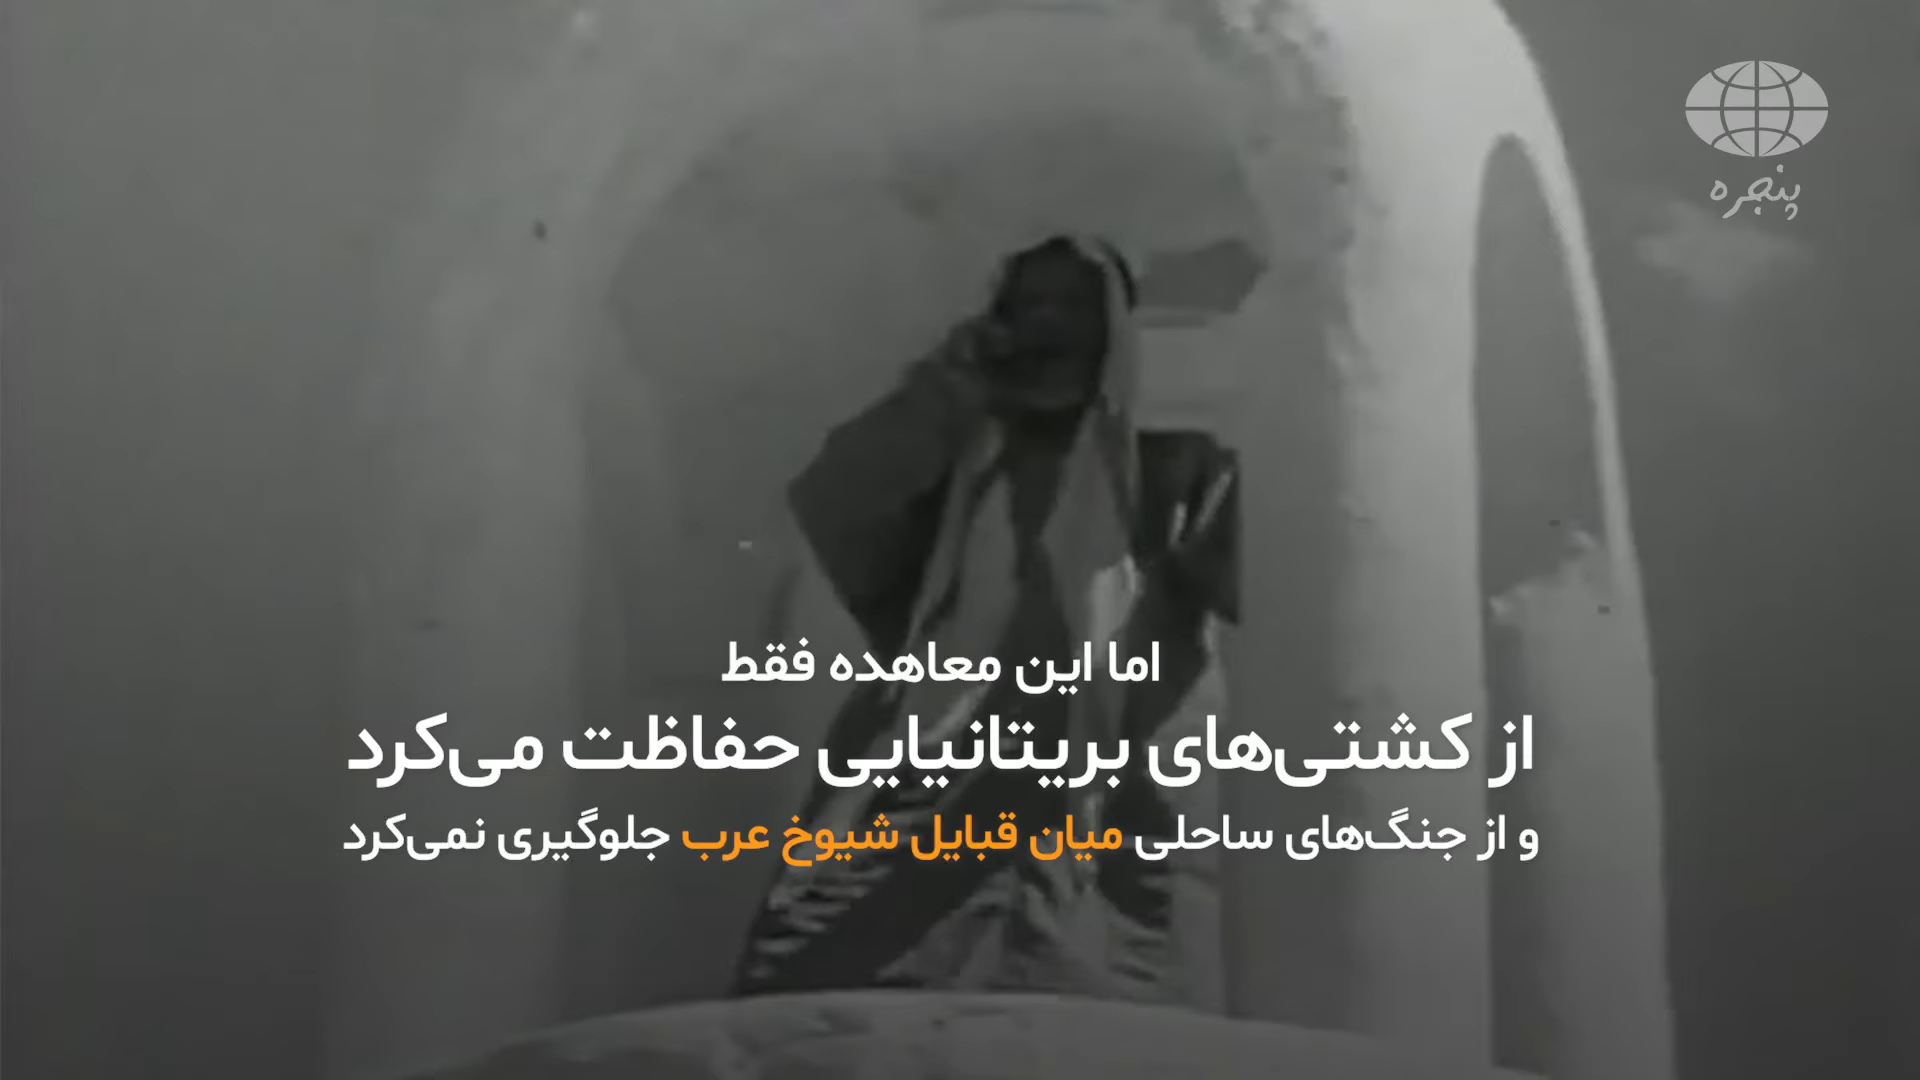 پنجره
اما این معاهده فقط
از کشتی‌های بریتانیایی حفاظت می‌کرد
و از جنگ‌های ساحلی میان قبایل شیوخ عرب جلوگیری نمی‌کرد